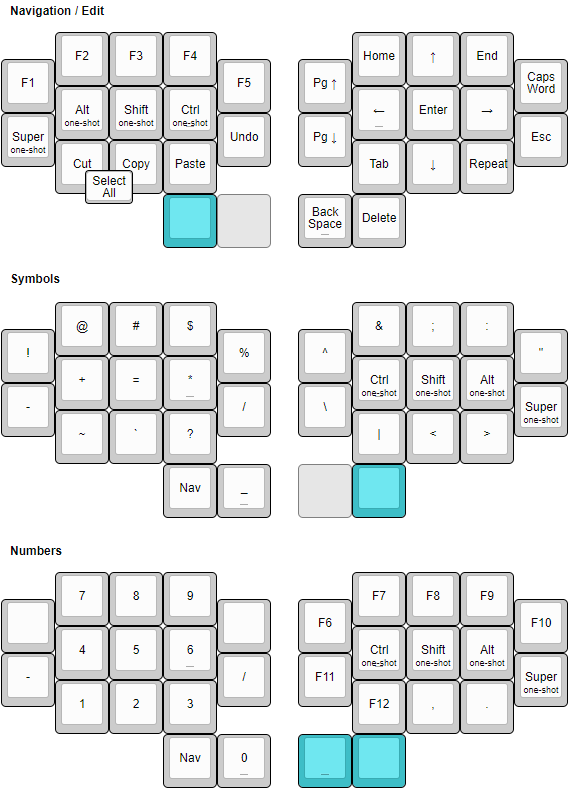 Navigation / Edit
F2 F3 F4 Home ↑ End
F1 F5 Pg ↑ Caps
Word
Alt
one-shot
Shift
one-shot
Ctrl
one-shot
← Enter →
Super
one-shot
Undo Pg ↓ Esc
Cut Copy Paste Tab ↓ Repeat
Select
All
Back
Space
Delete
Symbols
@ # $ & ; :
! % ^ "
+ = *
Ctrl
one-shot
Shift
one-shot
Alt
one-shot
- / \
Super
one-shot
~ ` ? | < >
Nav _
Numbers
7 8 9 F7 F8 F9
F6 F10
4 5 6
Ctrl
one-shot
Shift
one-shot
Alt
one-shot
- / F11
Super
one-shot
1 2 3 F12 , .
Nav 0